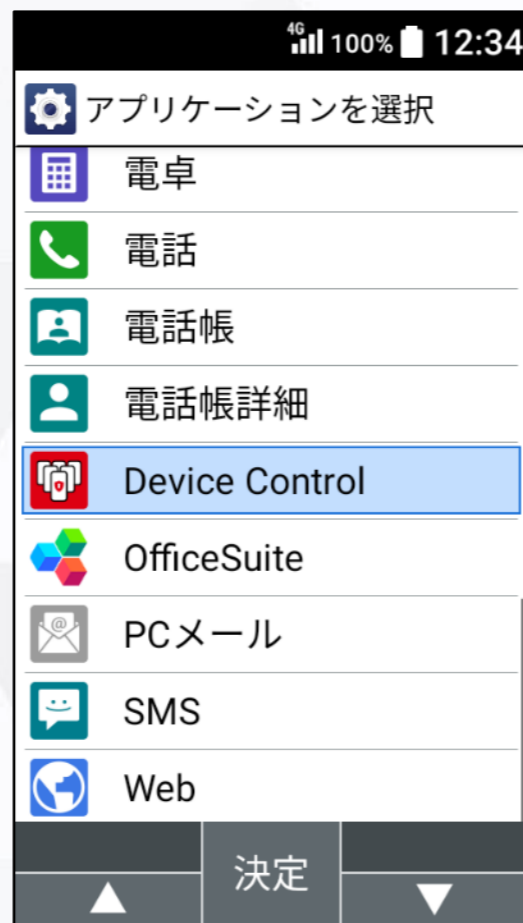 4G 100% 12:34
アプリケーションを選択
電卓
電話
電話帳
電話帳詳細
Device Control
OfficeSuite
PCメール
SMS
Web
決定